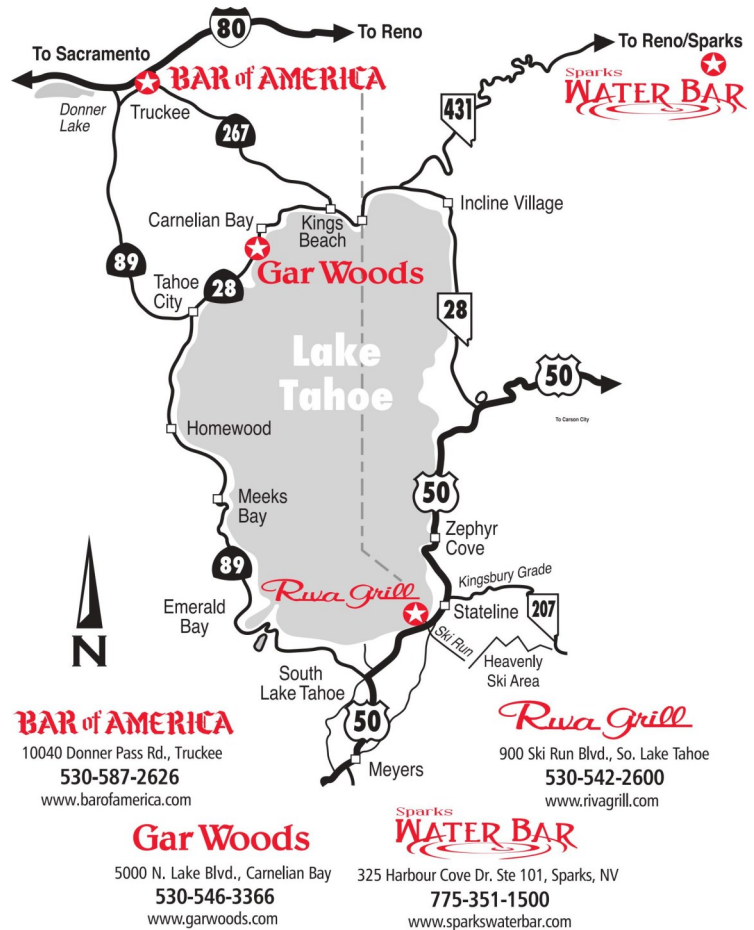 80
To Reno
To Sacramento
BAR of AMERICA
Donner
Lake
Truckee
267
431
To Reno/Sparks
Sparks
WATER BAR
Carnelian Bay
Kings
Beach
Incline Village
Gar Woods
89
Tahoe
City
28
28
Lake
Tahoe
50
To Carson City
Homewood
50
Meeks
Bay
Zephyr
Cove
89
Kingsbury Grade
Riva Grill
Emerald
Bay
Stateline
207
Ski Run
Heavenly
Ski Area
South
Lake Tahoe
N
50
Meyers
BAR of AMERICA
10040 Donner Pass Rd., Truckee
530-587-2626
www.barofamerica.com
Riva Grill
900 Ski Run Blvd., So. Lake Tahoe
530-542-2600
www.rivagrill.com
Gar Woods
5000 N. Lake Blvd., Carnelian Bay
530-546-3366
www.garwoods.com
Sparks
WATER BAR
325 Harbour Cove Dr. Ste 101, Sparks, NV
775-351-1500
www.sparkswaterbar.com